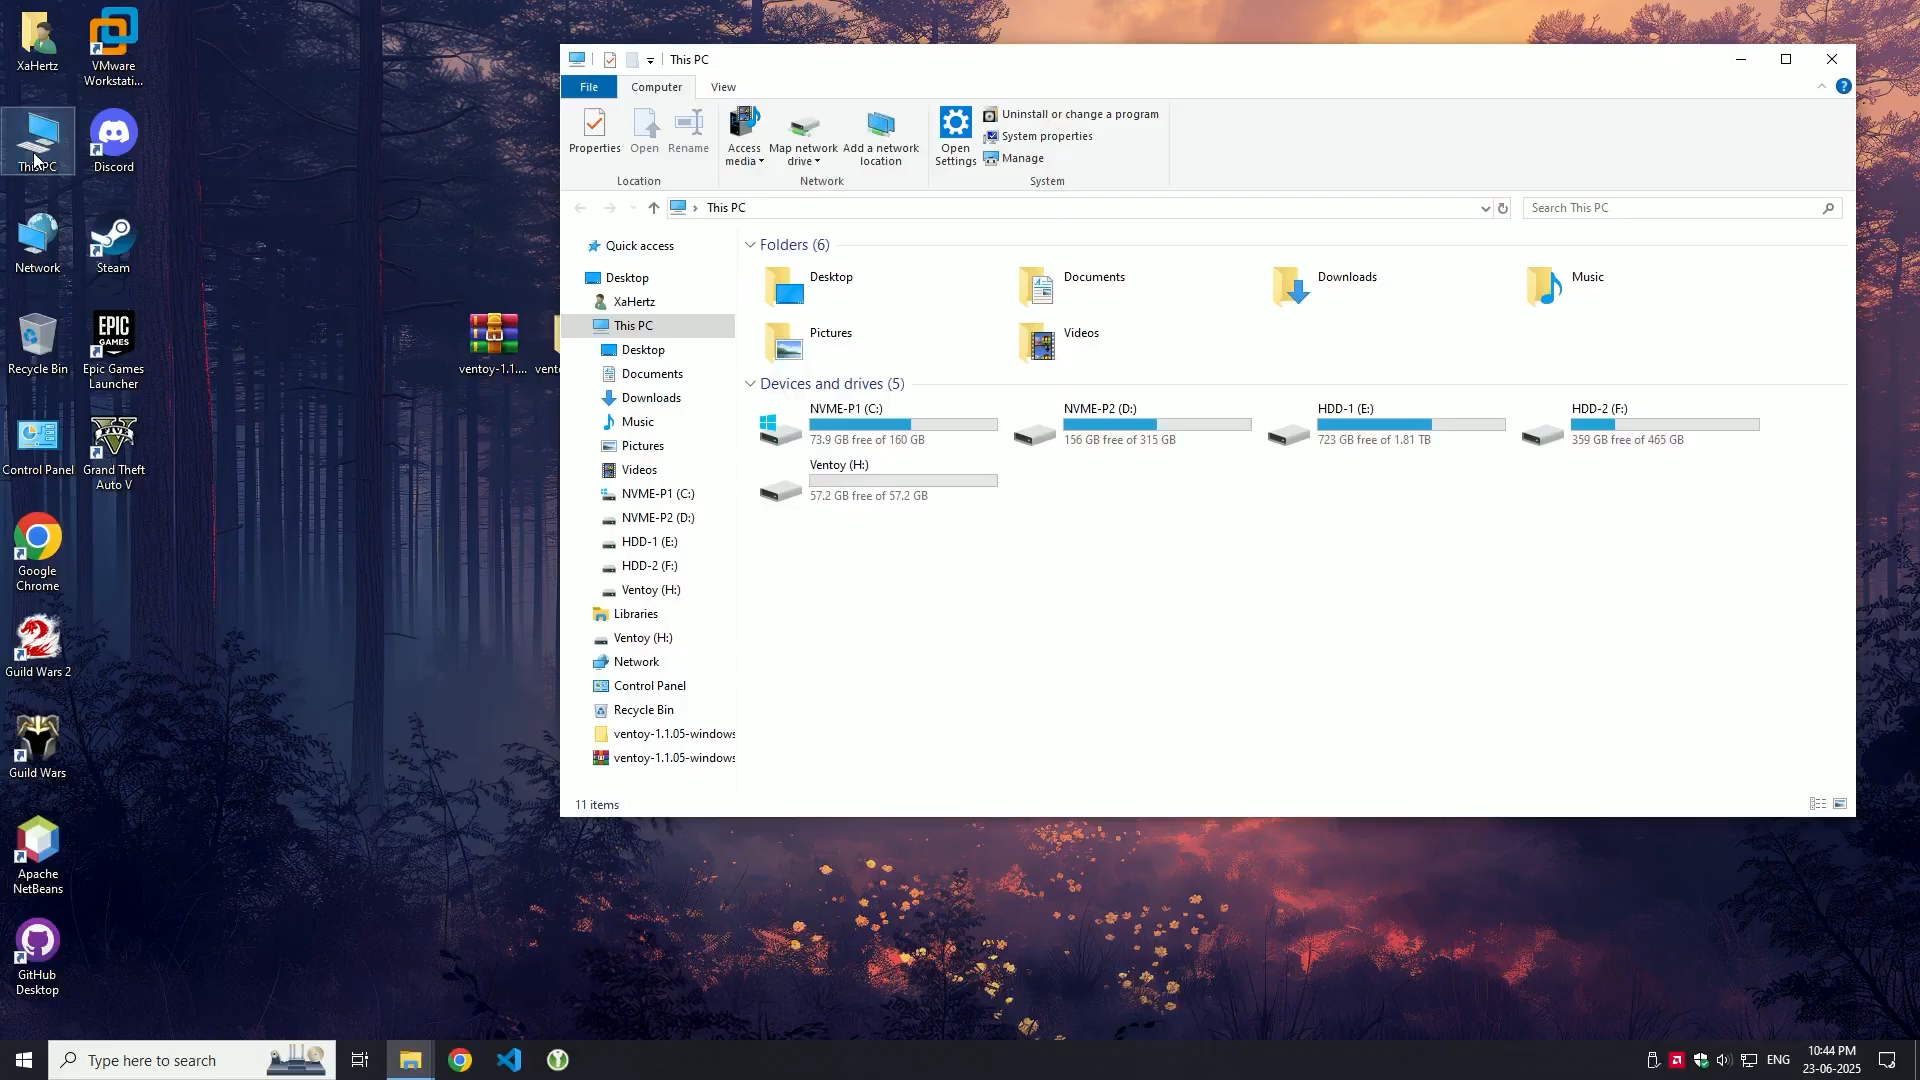 XaHertz
VMware
Workstati...
This PC
Discord
Network
Steam
Recycle Bin
Epic Games
Launcher
EPIC
GAMES
Control Panel
Grand Theft
Auto V
FIVE
Google
Chrome
Guild Wars 2
Guild Wars
Apache
NetBeans
GitHub
Desktop
ventoy-1.1....
This PC
File
Computer
View
Properties
Open
Rename
Location
Access
media
Map network
drive
Add a network
location
Network
Open
Settings
Uninstall or change a program
System properties
Manage
System
This PC
Search This PC
Quick access
Desktop
XaHertz
This PC
Desktop
Documents
Downloads
Music
Pictures
Videos
NVME-P1 (C:)
NVME-P2 (D:)
HDD-1 (E:)
HDD-2 (F:)
Ventoy (H:)
Libraries
Ventoy (H:)
Network
Control Panel
Recycle Bin
ventoy-1.1.05-windows
ventoy-1.1.05-windows
Folders (6)
Desktop
Documents
Downloads
Music
Pictures
Videos
Devices and drives (5)
NVME-P1 (C:)
73.9 GB free of 160 GB
NVME-P2 (D:)
156 GB free of 315 GB
HDD-1 (E:)
723 GB free of 1.81 TB
HDD-2 (F:)
359 GB free of 465 GB
Ventoy (H:)
57.2 GB free of 57.2 GB
11 items
Type here to search
ENG
10:44 PM
23-06-2025